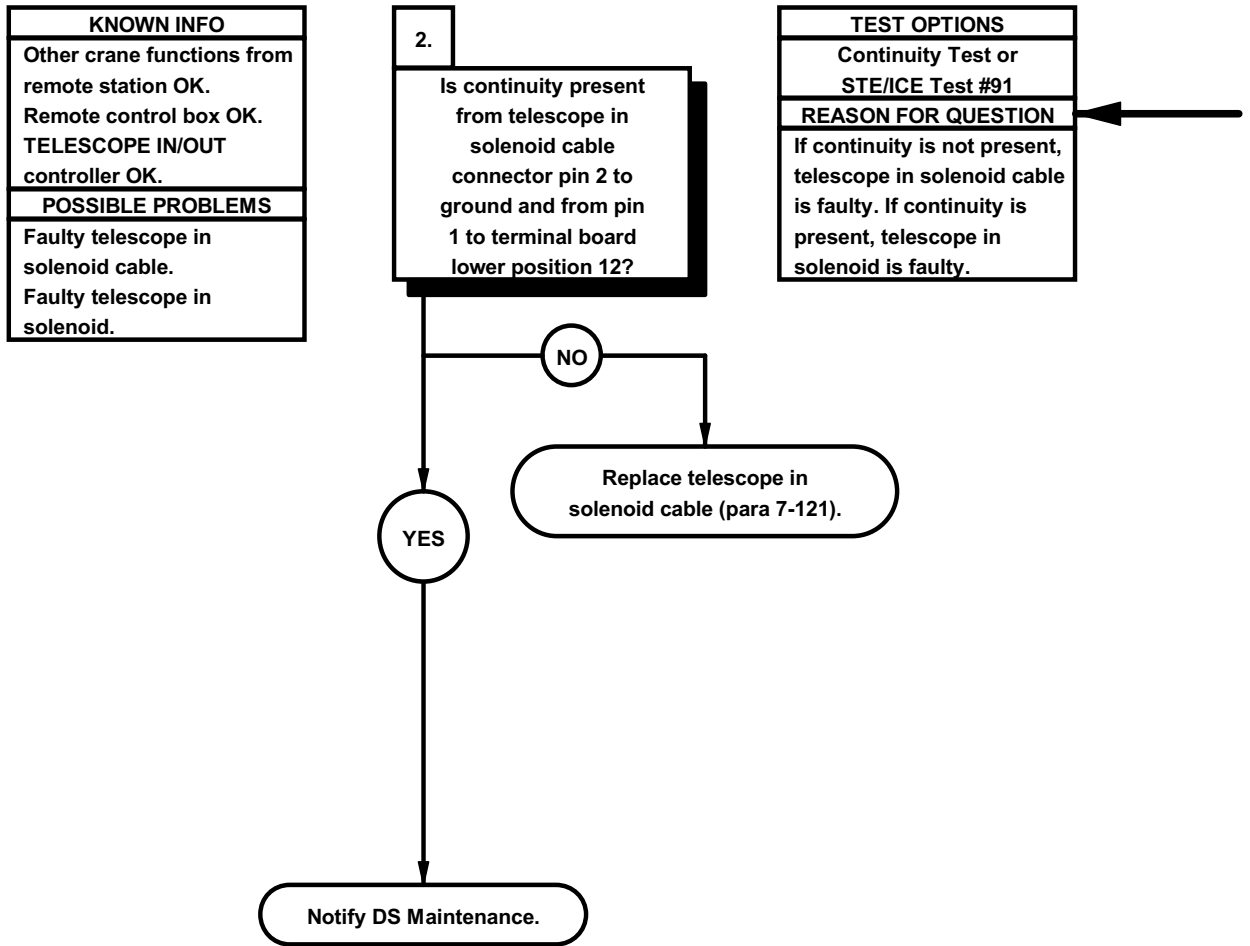 KNOWN INFO
Other crane functions from
remote station OK.
Remote control box OK.
TELESCOPE IN/OUT
controller OK.
POSSIBLE PROBLEMS
Faulty telescope in
solenoid cable.
Faulty telescope in
solenoid.
2.
Is continuity present
from telescope in
solenoid cable
connector pin 2 to
ground and from pin
1 to terminal board
lower position 12?
TEST OPTIONS
Continuity Test or
STE/ICE Test #91
REASON FOR QUESTION
If continuity is not present,
telescope in solenoid cable
is faulty. If continuity is
present, telescope in
solenoid is faulty.
NO
Replace telescope in
solenoid cable (para 7-121).
YES
Notify DS Maintenance.